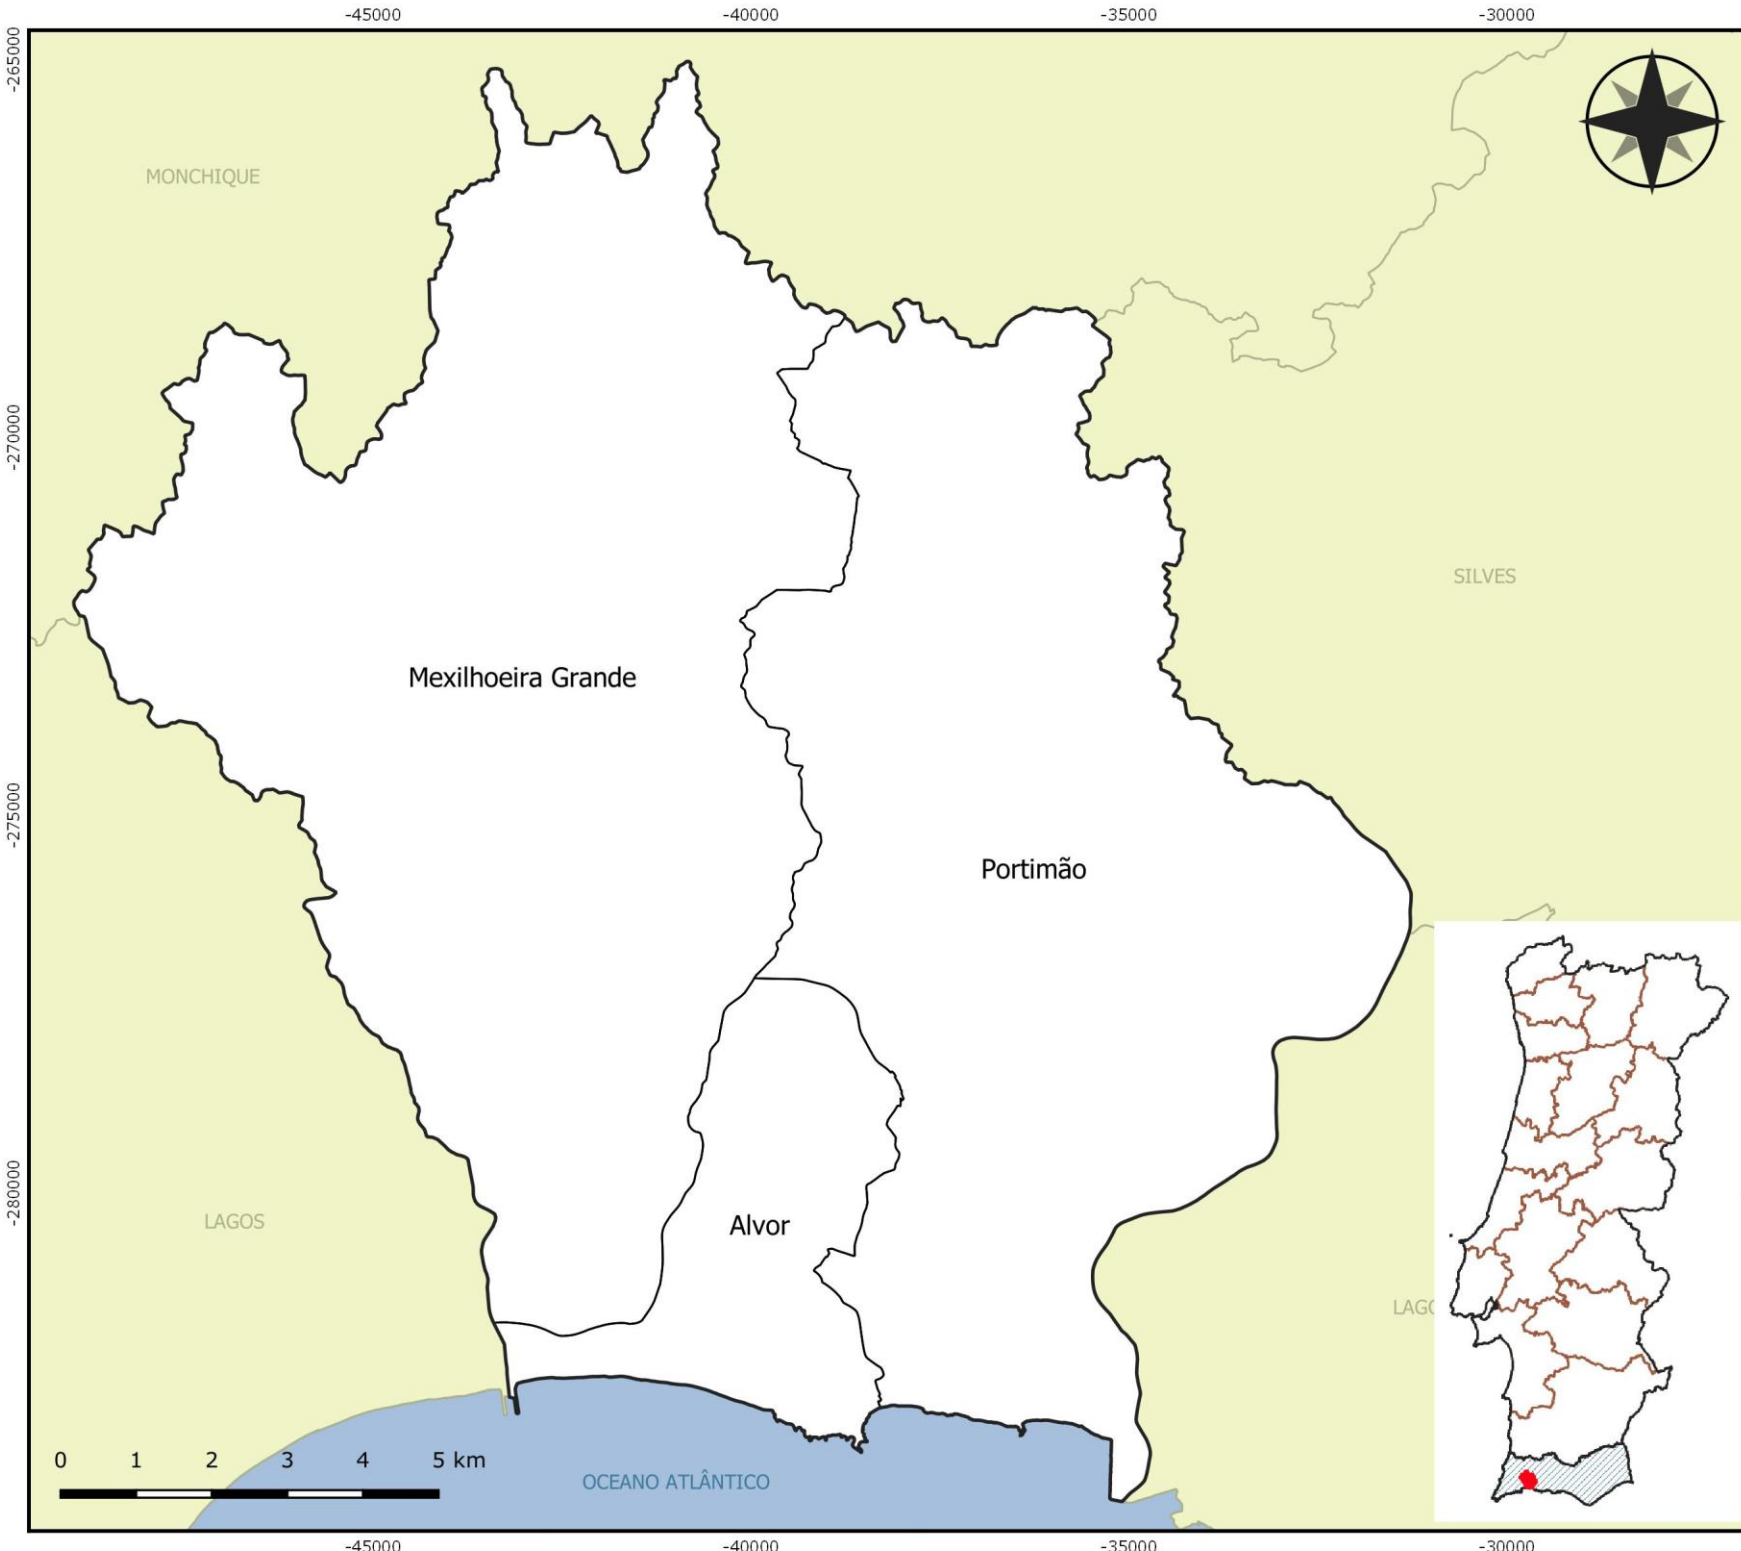 -45000 -40000 -35000 -30000
-265000
MONCHIQUE
-270000
SILVES
Mexilhoeira Grande
-275000
Portimão
-280000
LAGOS
Alvor
LAGO
0 1 2 3 4 5 km
OCEANO ATLÂNTICO
-45000 -40000 -35000 -30000